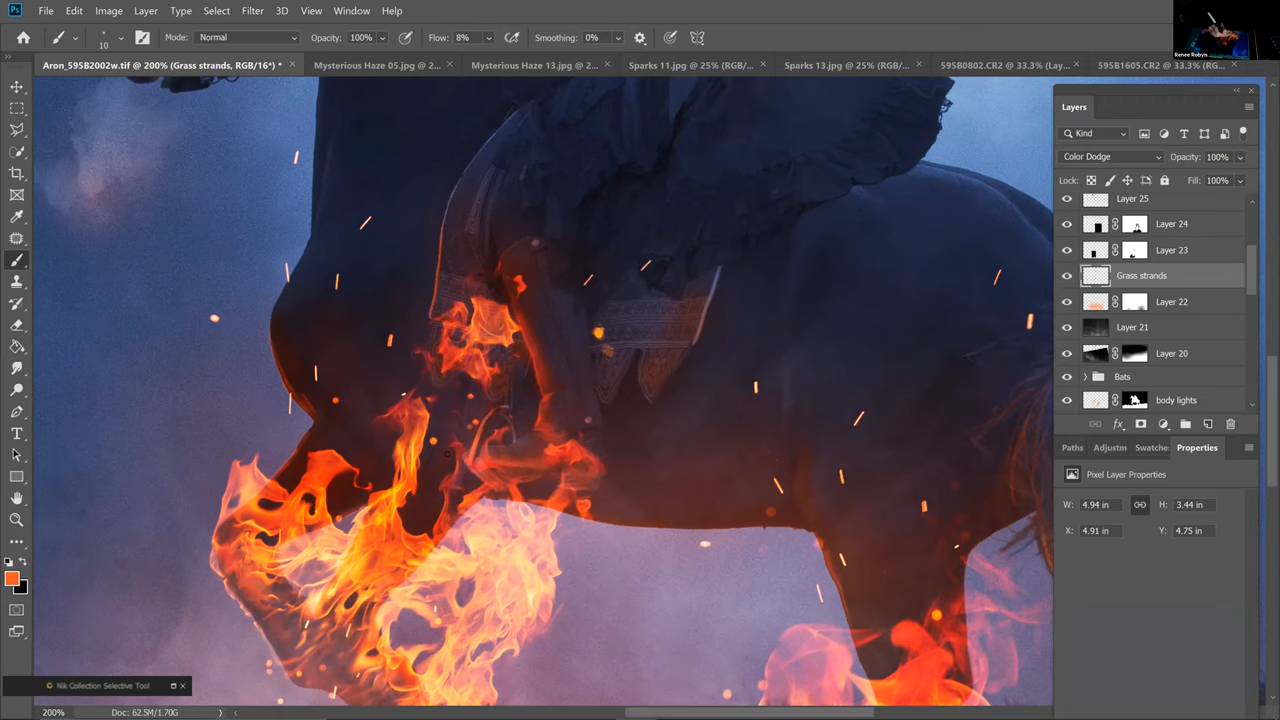 Ps File Edit Image Layer Type Select Filter 3D View Window Help
10 Mode: Normal Opacity: 100% Flow: 8% Smoothing: 0%
Renee Robyn
Aron_595B2002w.tif @ 200% (Grass strands, RGB/16*) * × Mysterious Haze 05.jpg @ 2... × Mysterious Haze 13.jpg @ 2... × Sparks 11.jpg @ 25% (RGB/... × Sparks 13.jpg @ 25% (RGB/... × 595B0802.CR2 @ 33.3% (Lay... × 595B1605.CR2 @ 33.3% (RG... ×
Layers
Kind
Color Dodge Opacity: 100%
Lock: Fill: 100%
Layer 25
Layer 24
Layer 23
Grass strands
Layer 22
Layer 21
Layer 20
Bats
body lights
fx
Paths Adjustm Swatche Properties
Pixel Layer Properties
W: 4.94 in H: 3.44 in
X: 4.91 in Y: 4.75 in
Nik Collection Selective Tool
200% Doc: 62.5M/1.70G